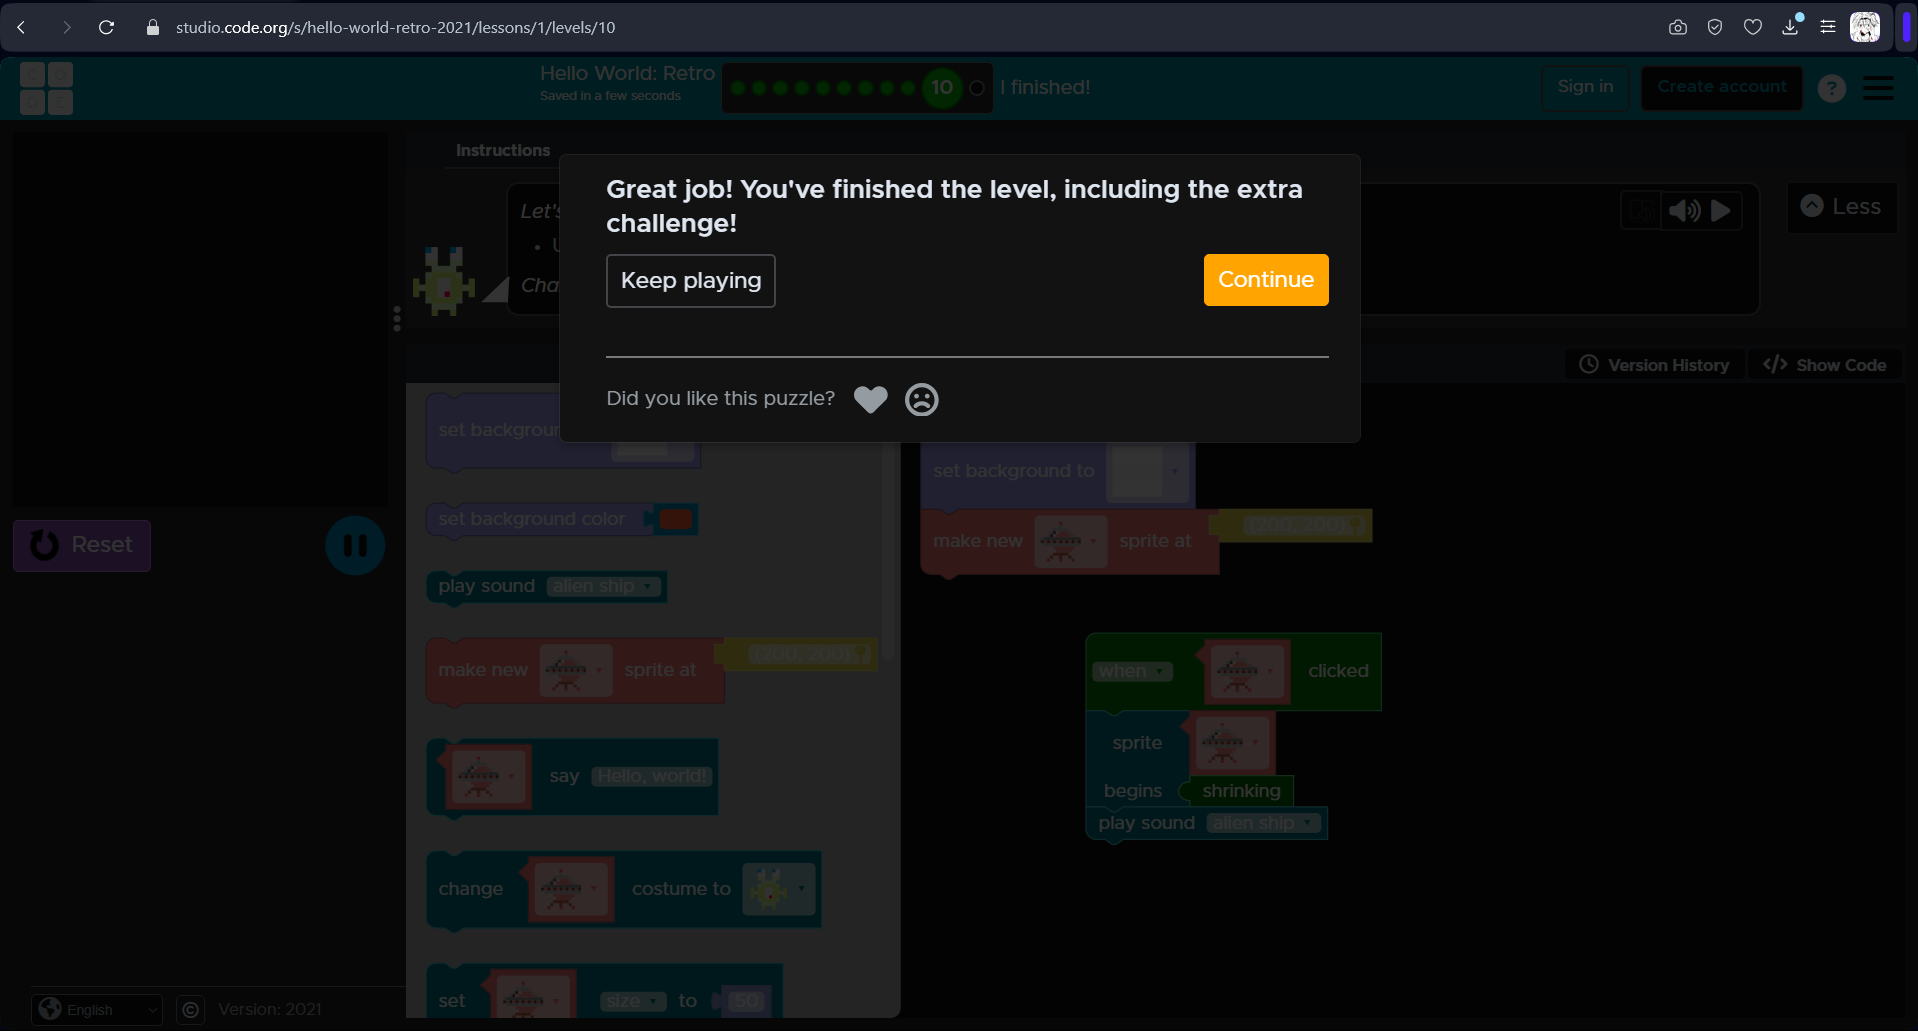 studio.code.org/s/hello-world-retro-2021/lessons/1/levels/10
C O
D E
Hello World: Retro
Saved in a few seconds
10
I finished!
Sign in
Create account
?
Instructions
Let's
Cha
Less
Great job! You've finished the level, including the extra
challenge!
Keep playing
Continue
Did you like this puzzle?
Version History
</> Show Code
Reset
set background
set background color
play sound alien ship
make new sprite at (200, 200)
say Hello, world!
change costume to
set size to 50
set background to
make new sprite at (200, 200)
when clicked
sprite
begins shrinking
play sound alien ship
English
© Version: 2021